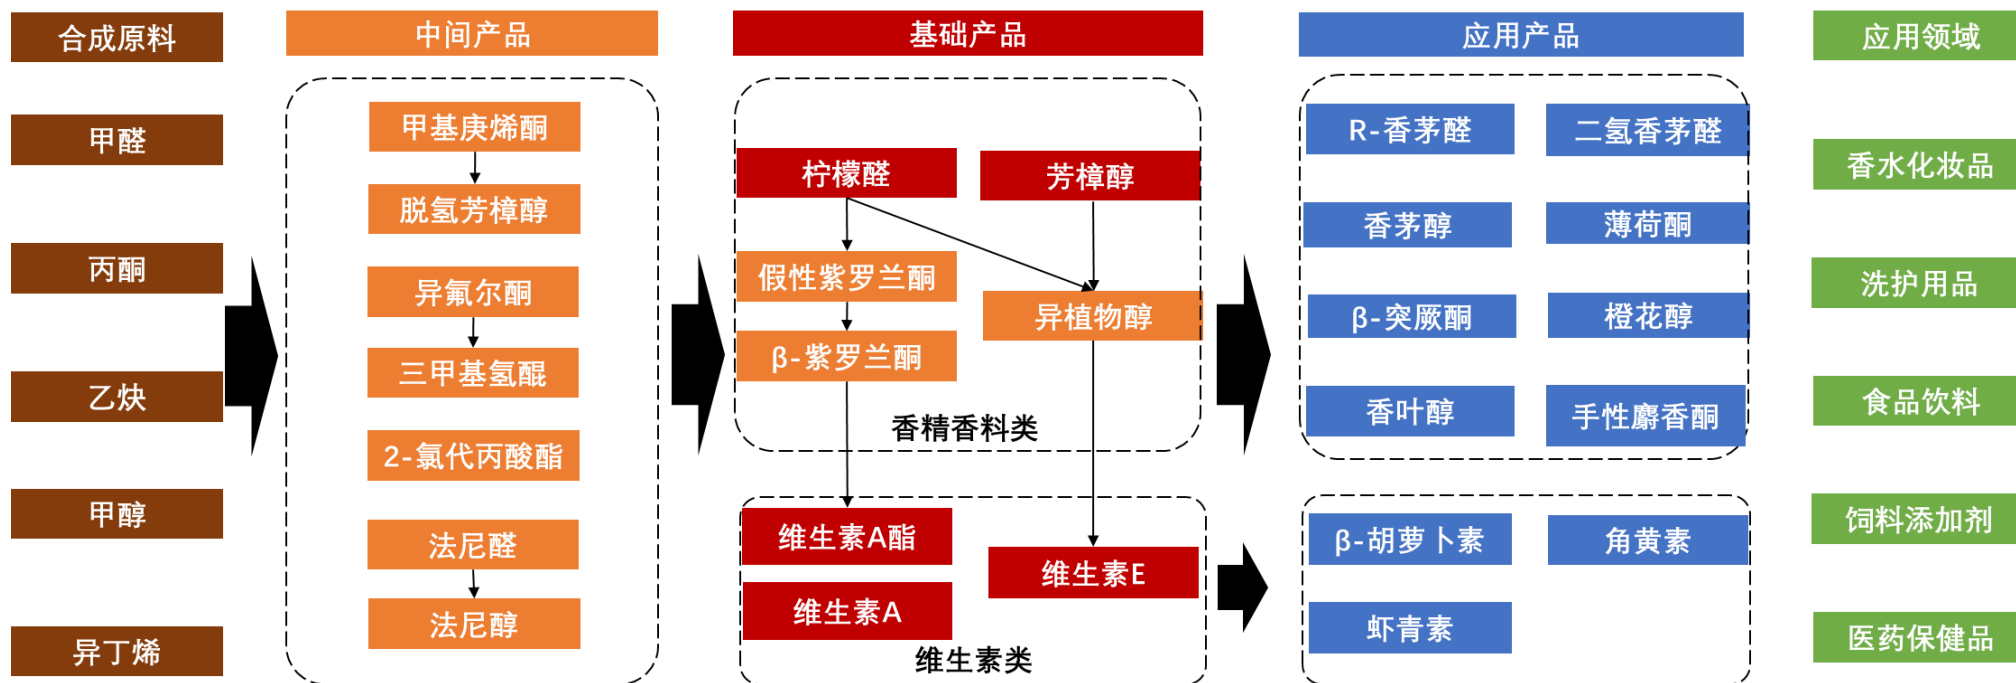 合成原料
中间产品
基础产品
应用产品
应用领域
甲醛
丙酮
乙炔
甲醇
异丁烯
甲基庚烯酮
脱氢芳樟醇
异氟尔酮
三甲基氢醌
2-氯代丙酸酯
法尼醛
法尼醇
柠檬醛
芳樟醇
假性紫罗兰酮
异植物醇
β-紫罗兰酮
香精香料类
维生素A酯
维生素E
维生素A
维生素类
R-香茅醛
二氢香茅醛
香茅醇
薄荷酮
β-突厥酮
橙花醇
香叶醇
手性麝香酮
β-胡萝卜素
角黄素
虾青素
香水化妆品
洗护用品
食品饮料
饲料添加剂
医药保健品